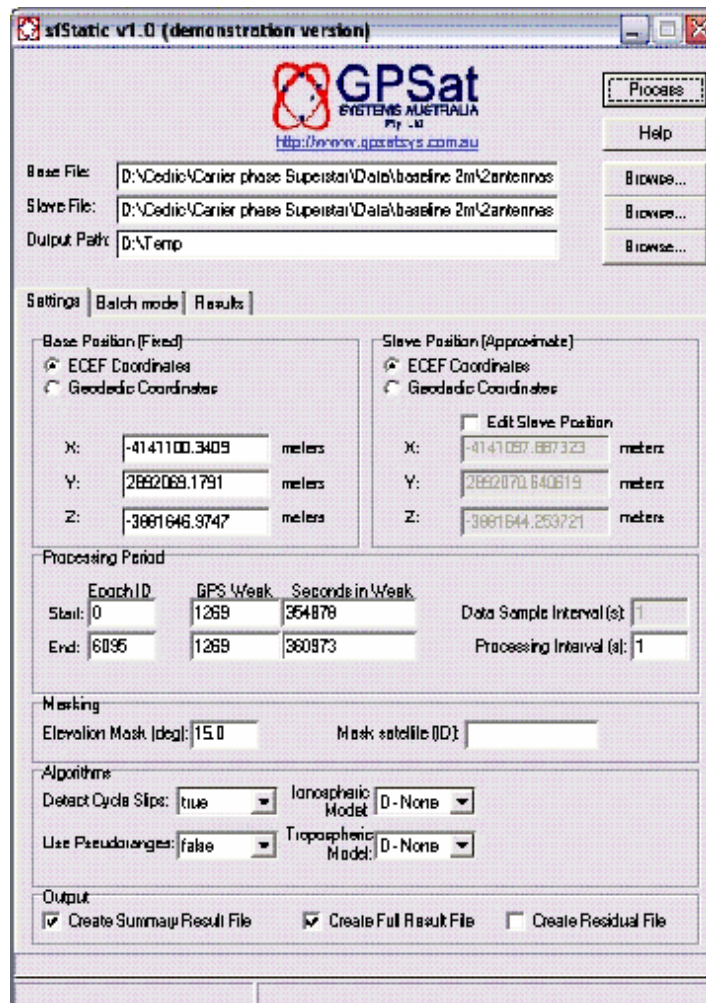 sfStatic v1.0 (demonstration version)
GPSat
SYSTEMS AUSTRALIA
Pty Ltd
http://www.gpsatsys.com.au
Process
Help
Base File: D:\Cedric\Carrier phase Superstar\Data\baseline 2m\2antennas Browse...
Slave File: D:\Cedric\Carrier phase Superstar\Data\baseline 2m\2antennas Browse...
Output Path: D:\Temp Browse...
Settings Batch mode Results
Base Position (Fixed) Slave Position (Approximate)
ECEF Coordinates ECEF Coordinates
Geodedic Coordinates Geodedic Coordinates
Edit Slave Position
X: -4141100.3409 meters X: -4141097.887323 meters
Y: 2892069.1791 meters Y: 2892070.640619 meters
Z: -3881646.9747 meters Z: -3881644.253721 meters
Processing Period
Epoch ID GPS Week Seconds in Week
Start: 0 1269 354878 Data Sample Interval (s): 1
End: 6095 1269 360973 Processing Interval (s): 1
Masking
Elevation Mask (deg): 15.0 Mask satellite (ID):
Algorithms
Detect Cycle Slips: true Ionospheric Model: 0 - None
Use Pseudoranges: false Tropospheric Model: 0 - None
Output
Create Summary Result File Create Full Result File Create Residual File